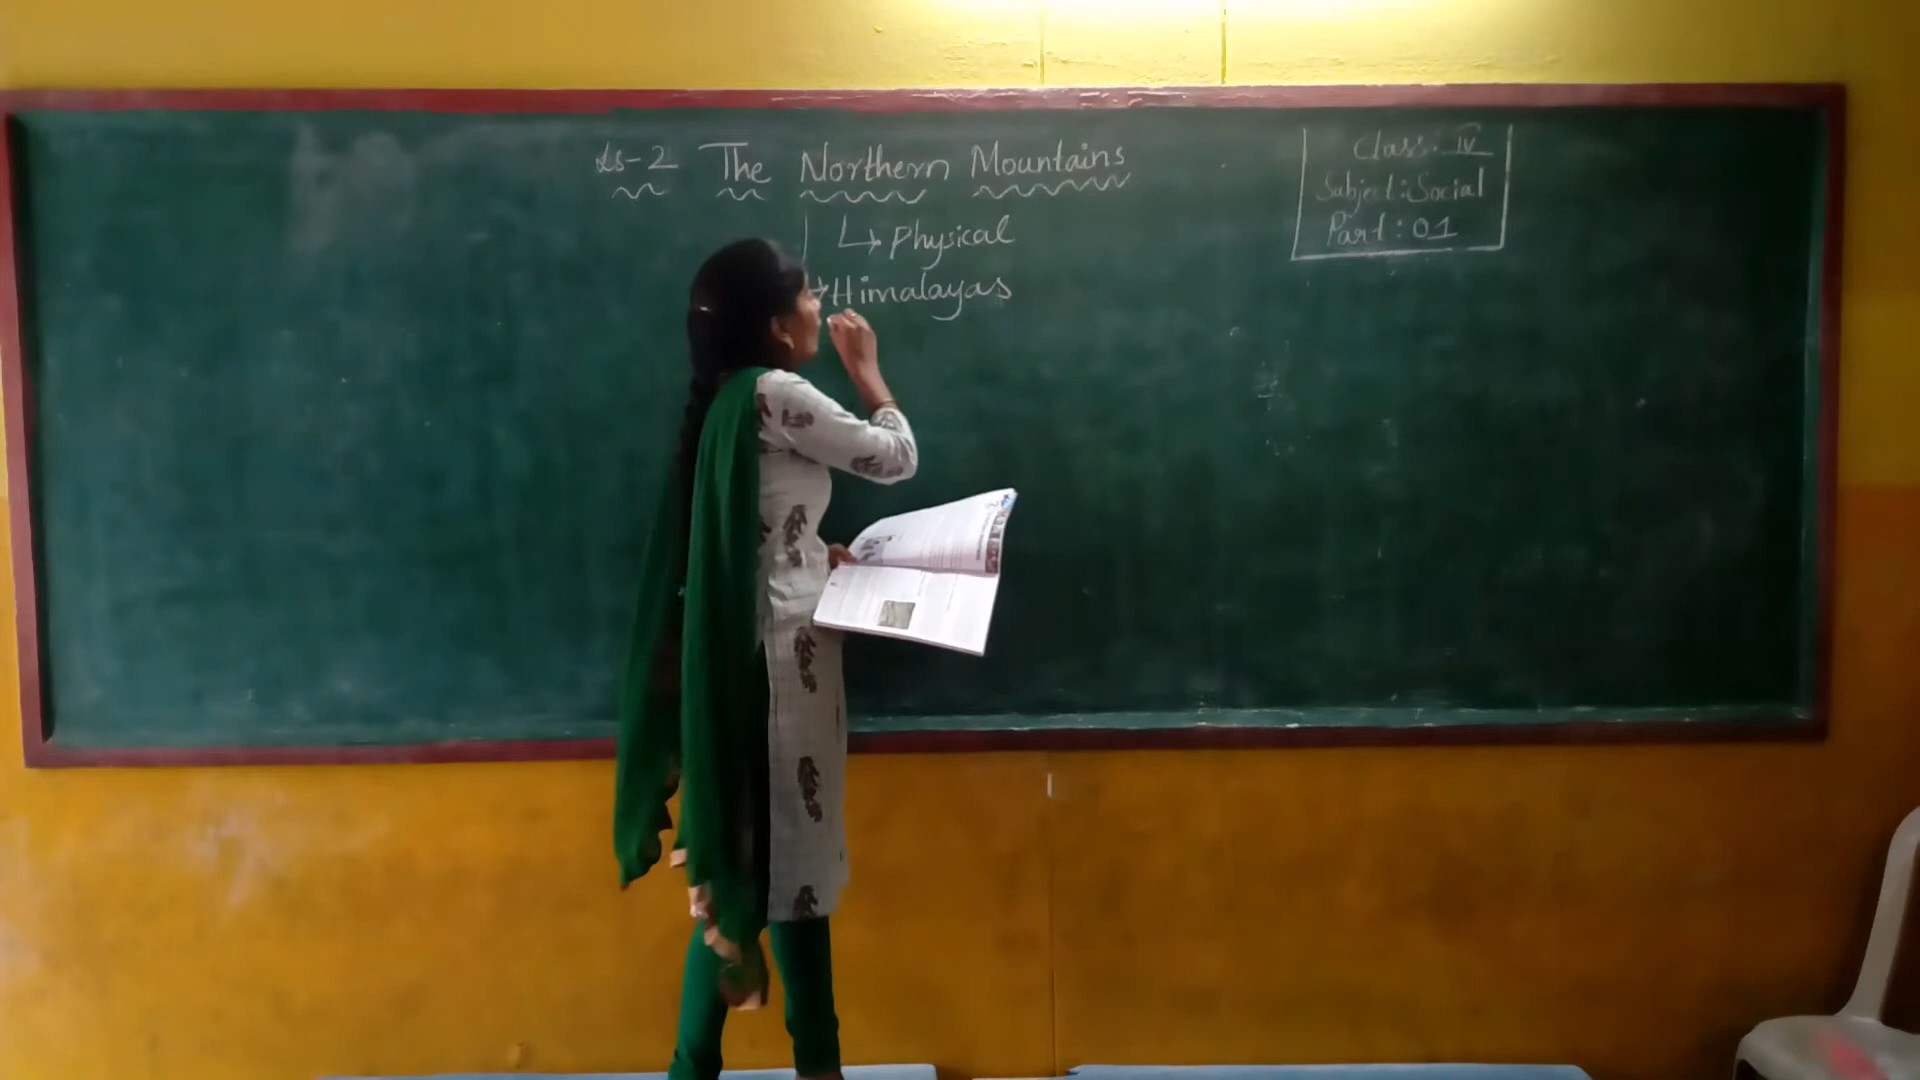 Ls-2 The Northern Mountains
↳ Physical
→ Himalayas
Class: IV
Subject: Social
Part: 01